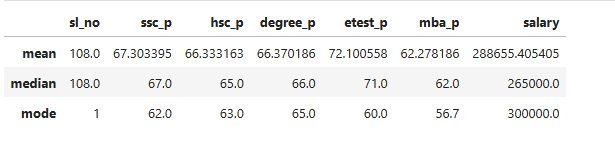 sl_no ssc_p hsc_p degree_p etest_p mba_p salary
mean 108.0 67.303395 66.333163 66.370186 72.100558 62.278186 288655.405405
median 108.0 67.0 65.0 66.0 71.0 62.0 265000.0
mode 1 62.0 63.0 65.0 60.0 56.7 300000.0